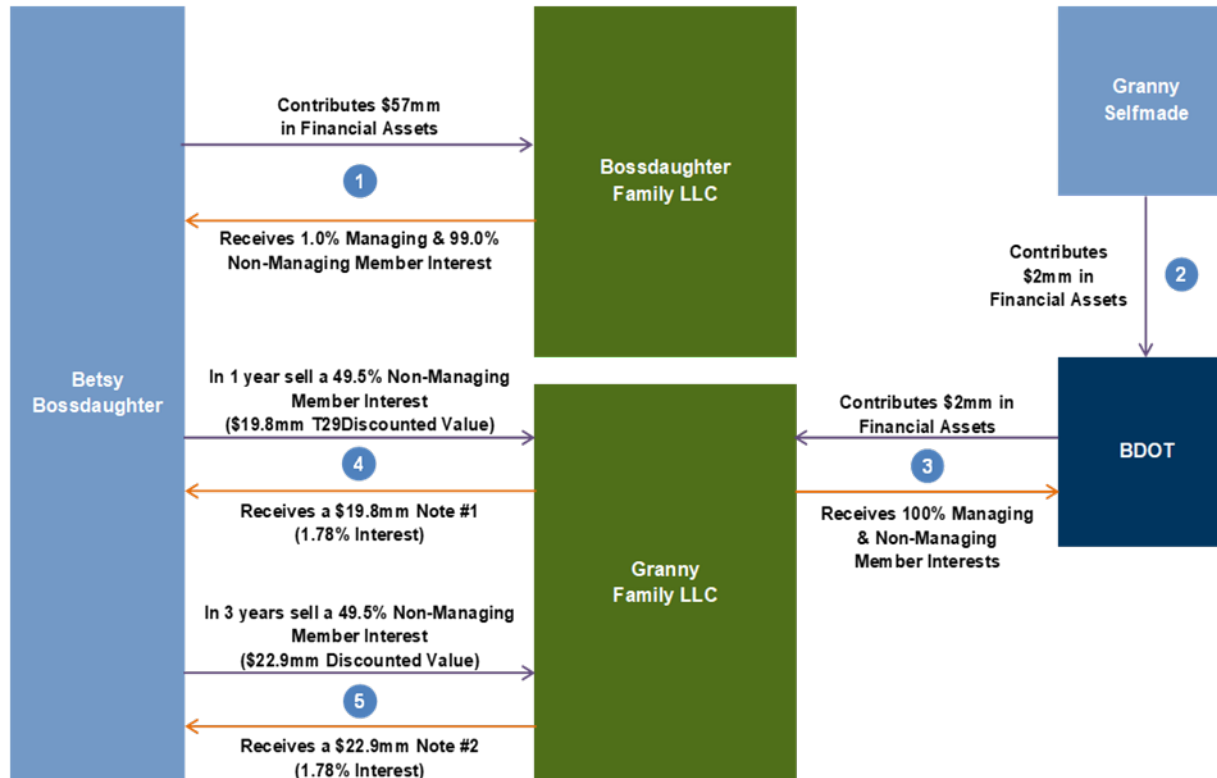 Contributes $57mm
in Financial Assets
1
Receives 1.0% Managing & 99.0%
Non-Managing Member Interest
Bossdaughter
Family LLC
Granny
Selfmade
Contributes
$2mm in
Financial Assets
2
Betsy
Bossdaughter
In 1 year sell a 49.5% Non-Managing
Member Interest
($19.8mm T29Discounted Value)
4
Receives a $19.8mm Note #1
(1.78% Interest)
In 3 years sell a 49.5% Non-Managing
Member Interest
($22.9mm Discounted Value)
5
Receives a $22.9mm Note #2
(1.78% Interest)
Granny
Family LLC
Contributes $2mm in
Financial Assets
3
Receives 100% Managing
& Non-Managing
Member Interests
BDOT